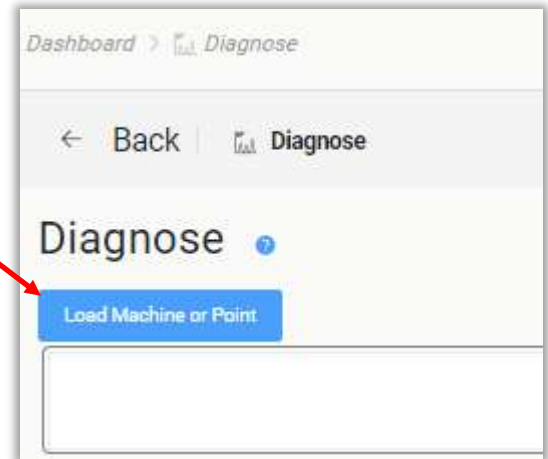 Dashboard > Diagnose
← Back | Diagnose
Diagnose ?
Load Machine or Point